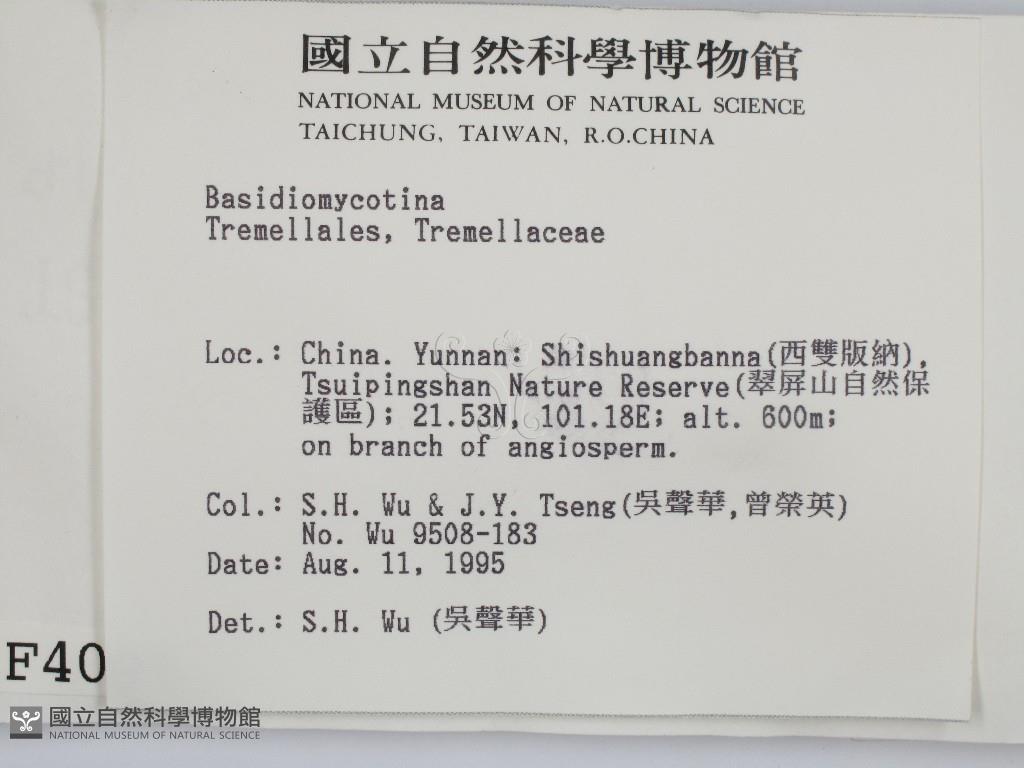 國立自然科學博物館
NATIONAL MUSEUM OF NATURAL SCIENCE
TAICHUNG, TAIWAN, R.O.CHINA
Basidiomycotina
Tremellales, Tremellaceae
Loc.: China. Yunnan: Shishuangbanna(西雙版納),
Tsuipingshan Nature Reserve(翠屏山自然保
護區); 21.53N, 101.18E; alt. 600m;
on branch of angiosperm.
Col.: S.H. Wu & J.Y. Tseng(吳聲華,曾榮英)
No. Wu 9508-183
Date: Aug. 11, 1995
Det.: S.H. Wu (吳聲華)
F40
國立自然科學博物館
NATIONAL MUSEUM OF NATURAL SCIENCE